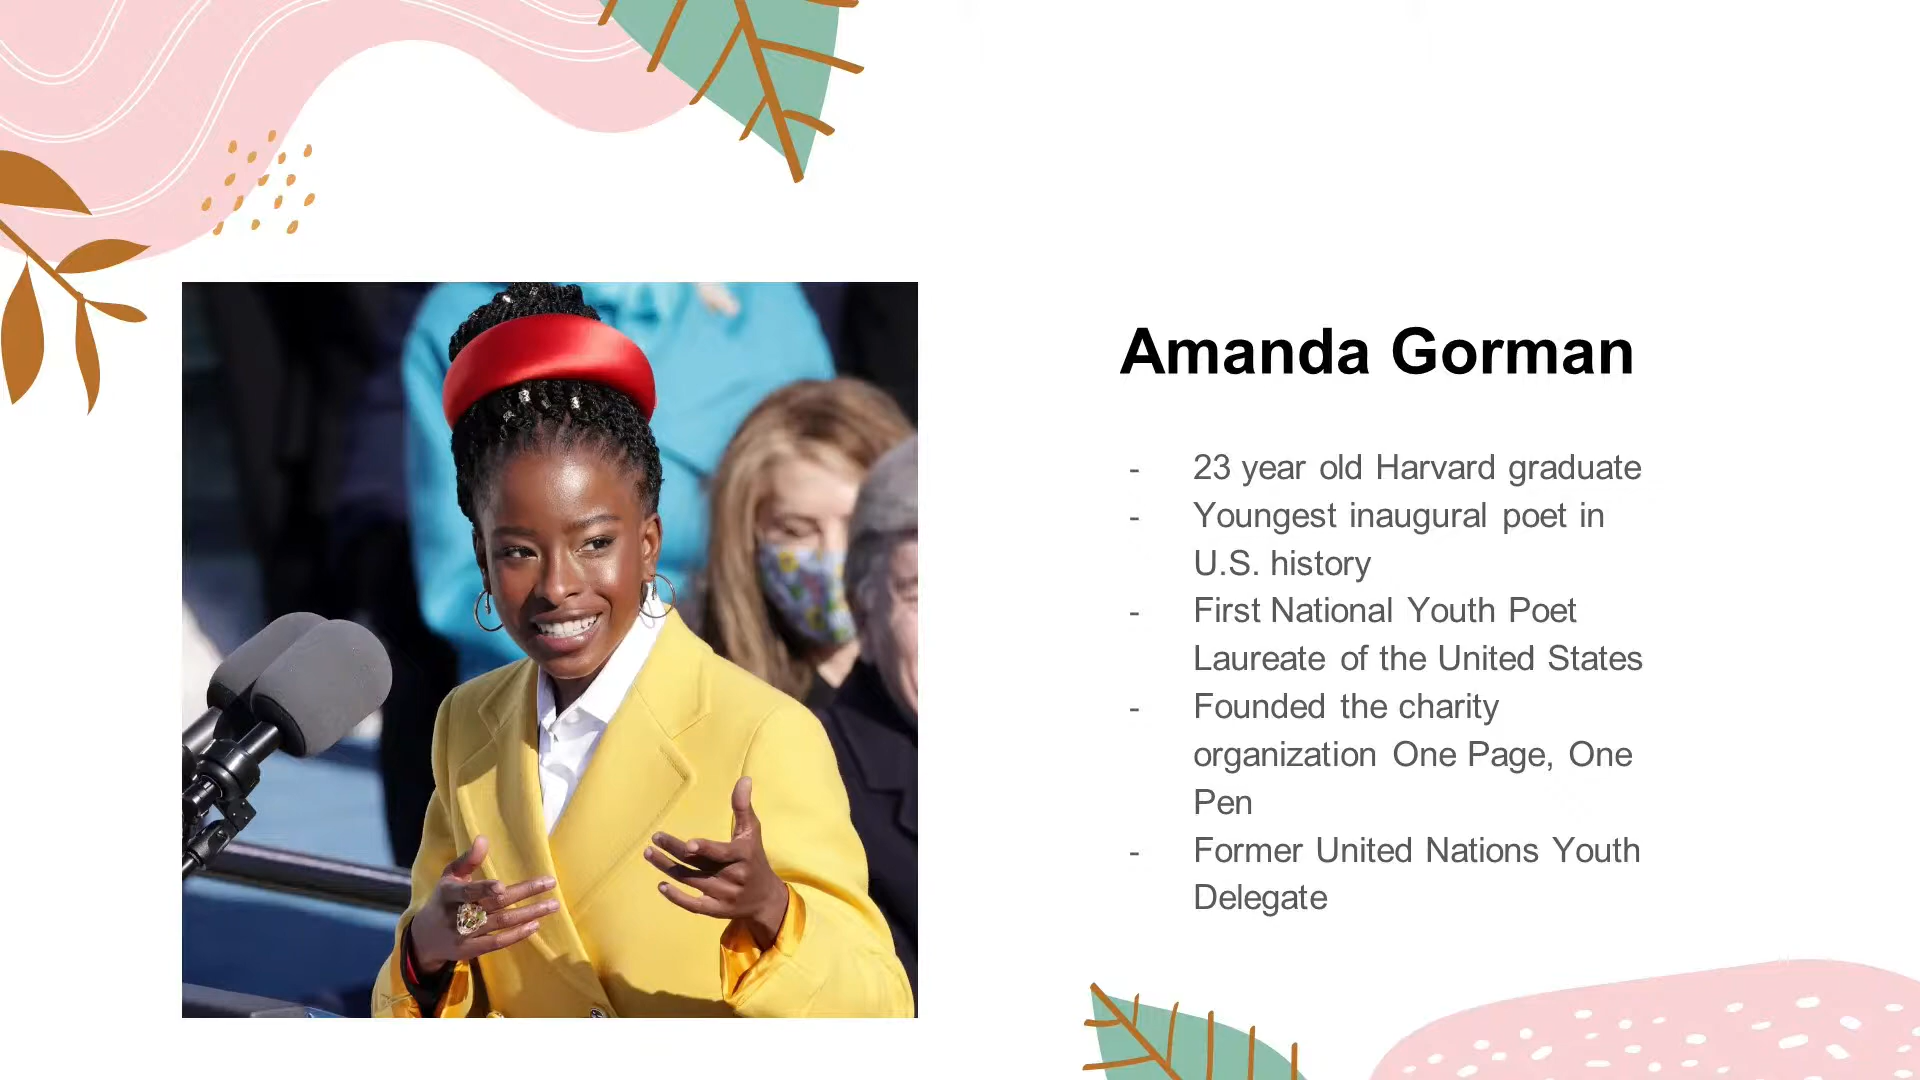 Amanda Gorman
- 23 year old Harvard graduate
- Youngest inaugural poet in
U.S. history
- First National Youth Poet
Laureate of the United States
- Founded the charity
organization One Page, One
Pen
- Former United Nations Youth
Delegate